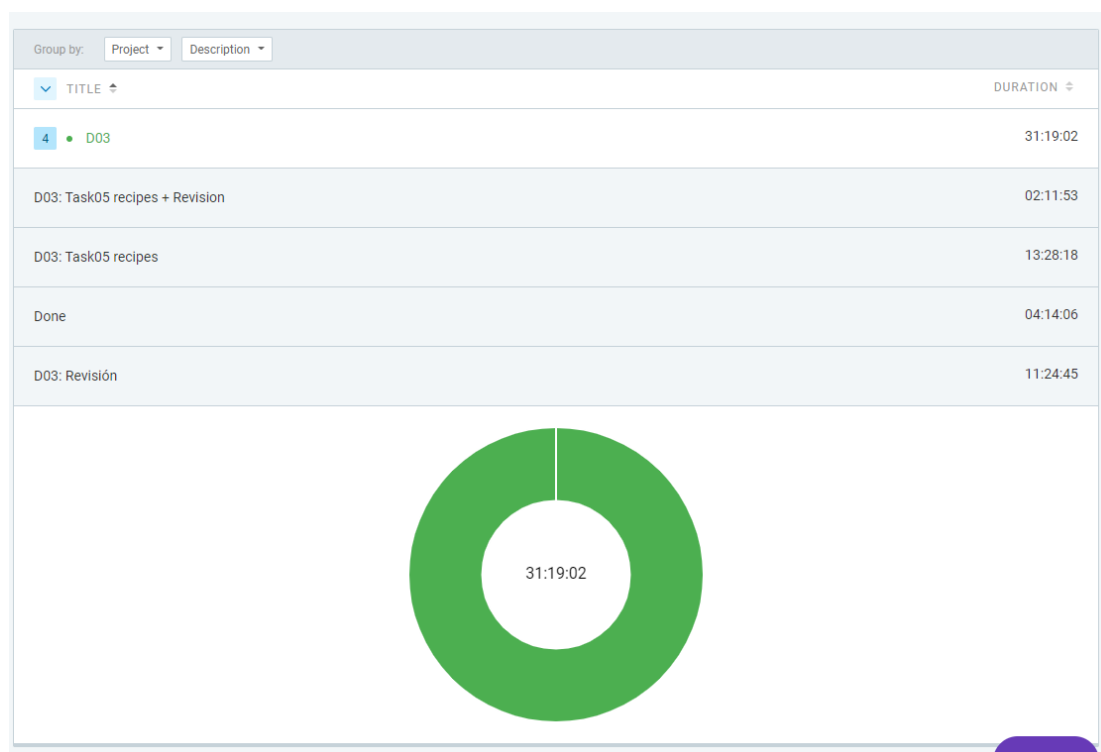 Group by: Project Description
TITLE DURATION
4 D03 31:19:02
D03: Task05 recipes + Revision 02:11:53
D03: Task05 recipes 13:28:18
Done 04:14:06
D03: Revisión 11:24:45
31:19:02